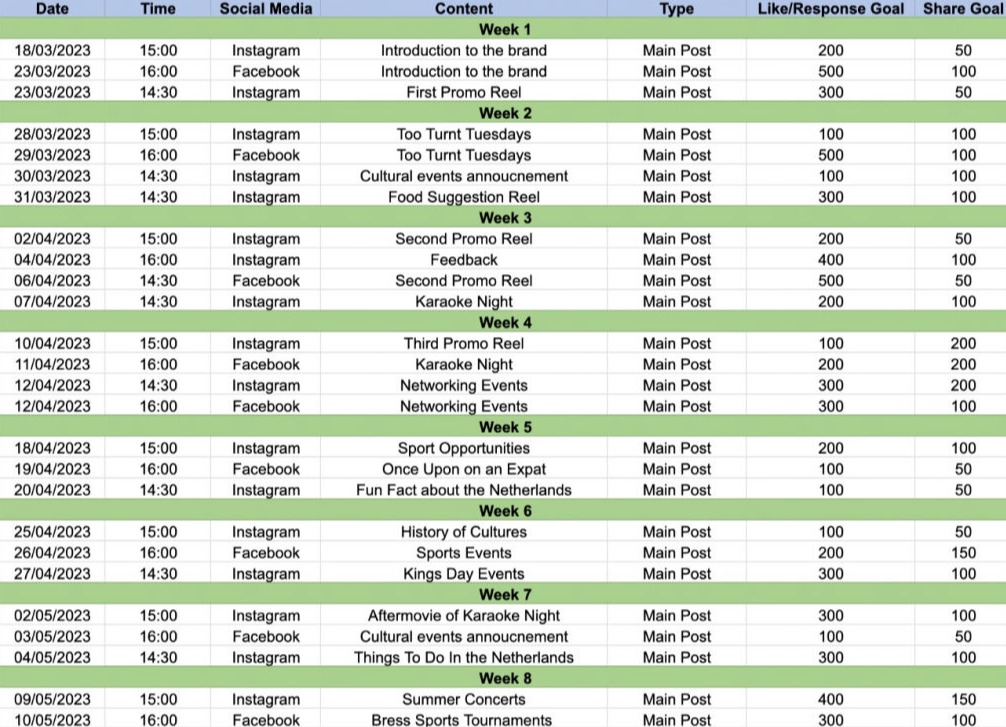 Date Time Social Media Content Type Like/Response Goal Share Goal
Week 1
18/03/2023 15:00 Instagram Introduction to the brand Main Post 200 50
23/03/2023 16:00 Facebook Introduction to the brand Main Post 500 100
23/03/2023 14:30 Instagram First Promo Reel Main Post 300 50
Week 2
28/03/2023 15:00 Instagram Too Turnt Tuesdays Main Post 100 100
29/03/2023 16:00 Facebook Too Turnt Tuesdays Main Post 500 100
30/03/2023 14:30 Instagram Cultural events annoucnement Main Post 100 100
31/03/2023 14:30 Instagram Food Suggestion Reel Main Post 300 100
Week 3
02/04/2023 15:00 Instagram Second Promo Reel Main Post 200 50
04/04/2023 16:00 Instagram Feedback Main Post 400 100
06/04/2023 14:30 Facebook Second Promo Reel Main Post 500 50
07/04/2023 14:30 Instagram Karaoke Night Main Post 200 100
Week 4
10/04/2023 15:00 Instagram Third Promo Reel Main Post 100 200
11/04/2023 16:00 Facebook Karaoke Night Main Post 200 200
12/04/2023 14:30 Instagram Networking Events Main Post 300 200
12/04/2023 16:00 Facebook Networking Events Main Post 300 100
Week 5
18/04/2023 15:00 Instagram Sport Opportunities Main Post 200 100
19/04/2023 16:00 Facebook Once Upon on an Expat Main Post 100 50
20/04/2023 14:30 Instagram Fun Fact about the Netherlands Main Post 100 50
Week 6
25/04/2023 15:00 Instagram History of Cultures Main Post 100 50
26/04/2023 16:00 Facebook Sports Events Main Post 200 150
27/04/2023 14:30 Instagram Kings Day Events Main Post 300 100
Week 7
02/05/2023 15:00 Instagram Aftermovie of Karaoke Night Main Post 300 100
03/05/2023 16:00 Facebook Cultural events annoucnement Main Post 100 50
04/05/2023 14:30 Instagram Things To Do In the Netherlands Main Post 300 100
Week 8
09/05/2023 15:00 Instagram Summer Concerts Main Post 400 150
10/05/2023 16:00 Facebook Bress Sports Tournaments Main Post 300 100